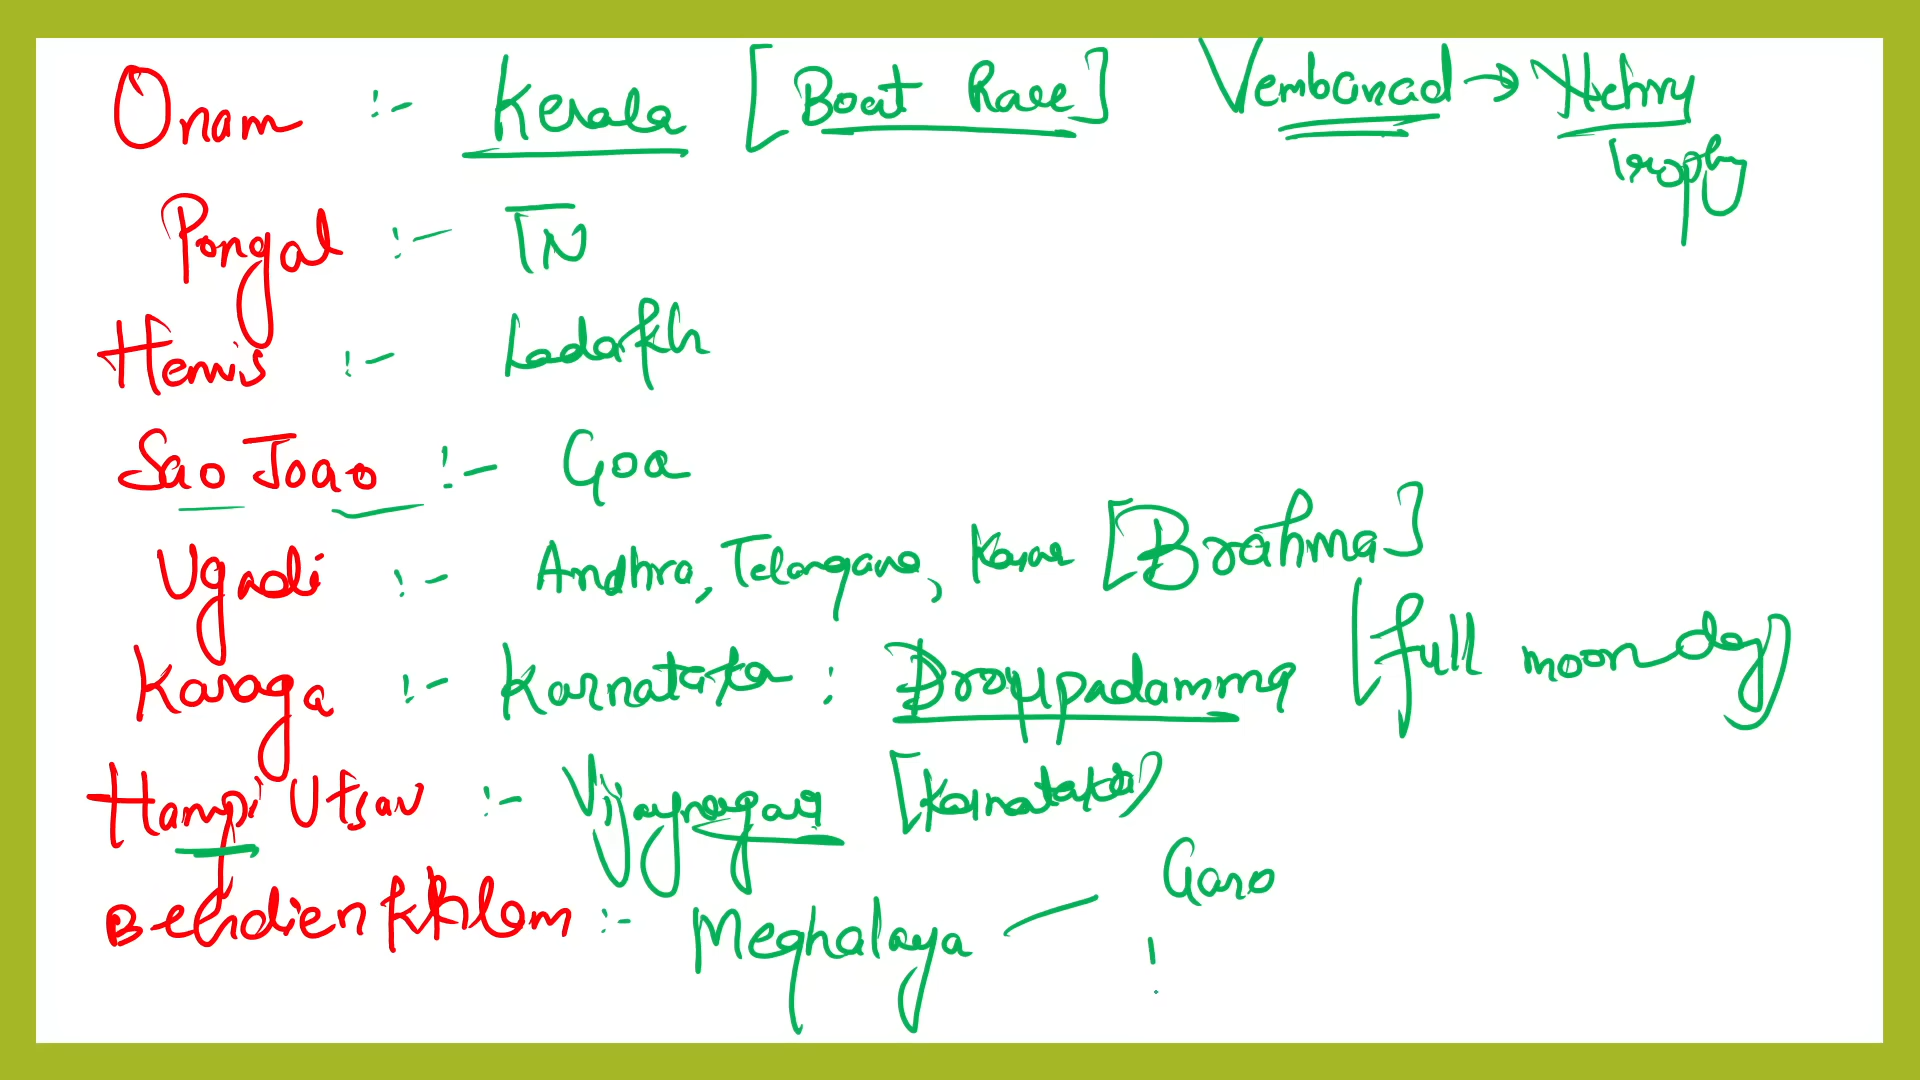 Onam :- Kerala [Boat Race] Vembanad → Nehru
Trophy
Pongal :- TN
Hemis :- Ladakh
Sao Joao :- Goa
Ugadi :- Andhra, Telangana, [Brahma]
Karaga :- Karnataka : Droupadamma [full moon day]
Hampi Utsav :- Vijaynagar [Karnataka]
Behdienkhlam :- Meghalaya — Garo